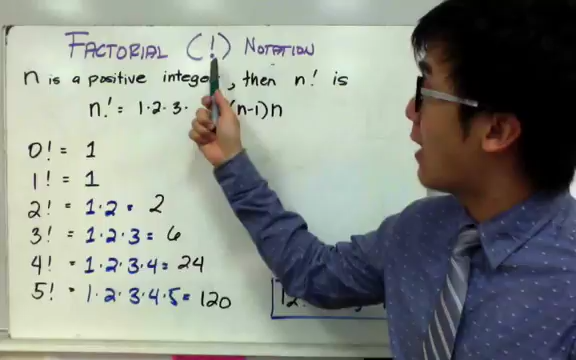 FACTORIAL (!) NOTATION
n is a positive integer, then n! is
n! = 1·2·3· (n-1)n
0! = 1
1! = 1
2! = 1·2 = 2
3! = 1·2·3 = 6
4! = 1·2·3·4 = 24
5! = 1·2·3·4·5 = 120
12!